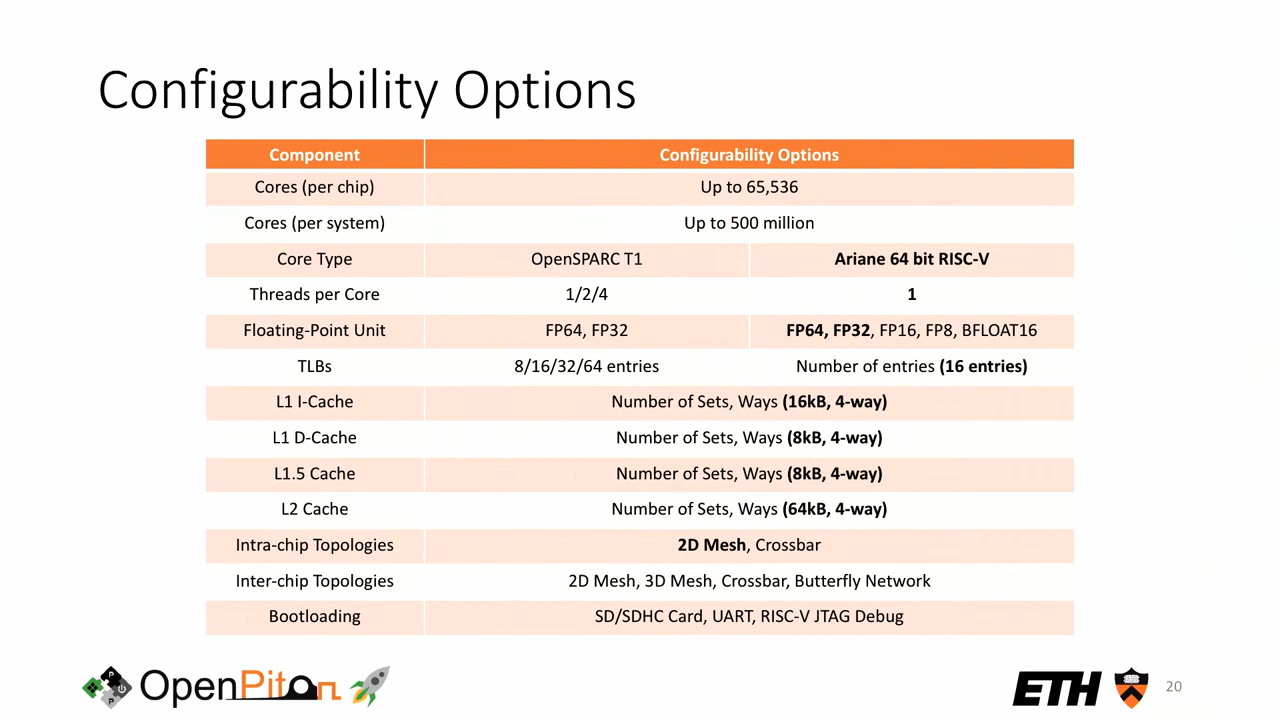 Configurability Options
Component Configurability Options
Cores (per chip) Up to 65,536
Cores (per system) Up to 500 million
Core Type OpenSPARC T1 Ariane 64 bit RISC-V
Threads per Core 1/2/4 1
Floating-Point Unit FP64, FP32 FP64, FP32, FP16, FP8, BFLOAT16
TLBs 8/16/32/64 entries Number of entries (16 entries)
L1 I-Cache Number of Sets, Ways (16kB, 4-way)
L1 D-Cache Number of Sets, Ways (8kB, 4-way)
L1.5 Cache Number of Sets, Ways (8kB, 4-way)
L2 Cache Number of Sets, Ways (64kB, 4-way)
Intra-chip Topologies 2D Mesh, Crossbar
Inter-chip Topologies 2D Mesh, 3D Mesh, Crossbar, Butterfly Network
Bootloading SD/SDHC Card, UART, RISC-V JTAG Debug
OpenPiton ETH 20